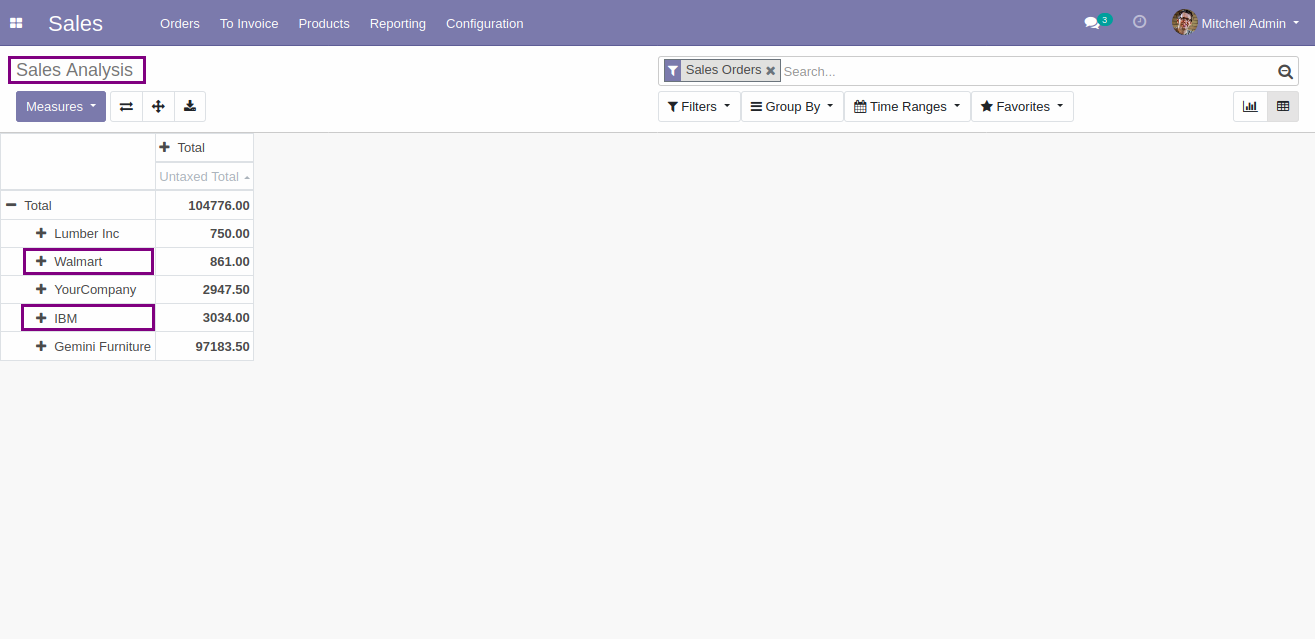 Sales Orders To Invoice Products Reporting Configuration 3 Mitchell Admin
Sales Analysis
Sales Orders Search...
Measures Filters Group By Time Ranges Favorites
Total
Untaxed Total
Total 104776.00
Lumber Inc 750.00
Walmart 861.00
YourCompany 2947.50
IBM 3034.00
Gemini Furniture 97183.50